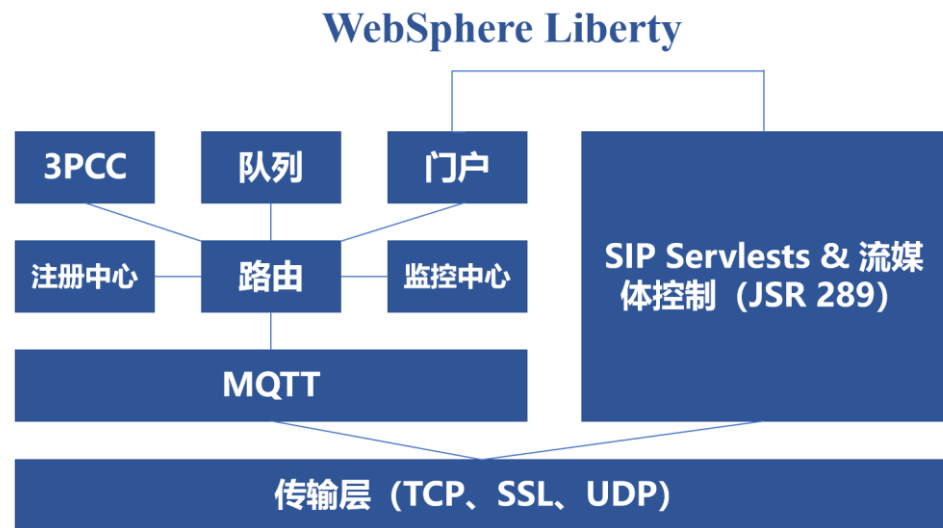 WebSphere Liberty
3PCC
队列
门户
注册中心
路由
监控中心
SIP Servlests & 流媒
体控制（JSR 289）
MQTT
传输层（TCP、SSL、UDP）